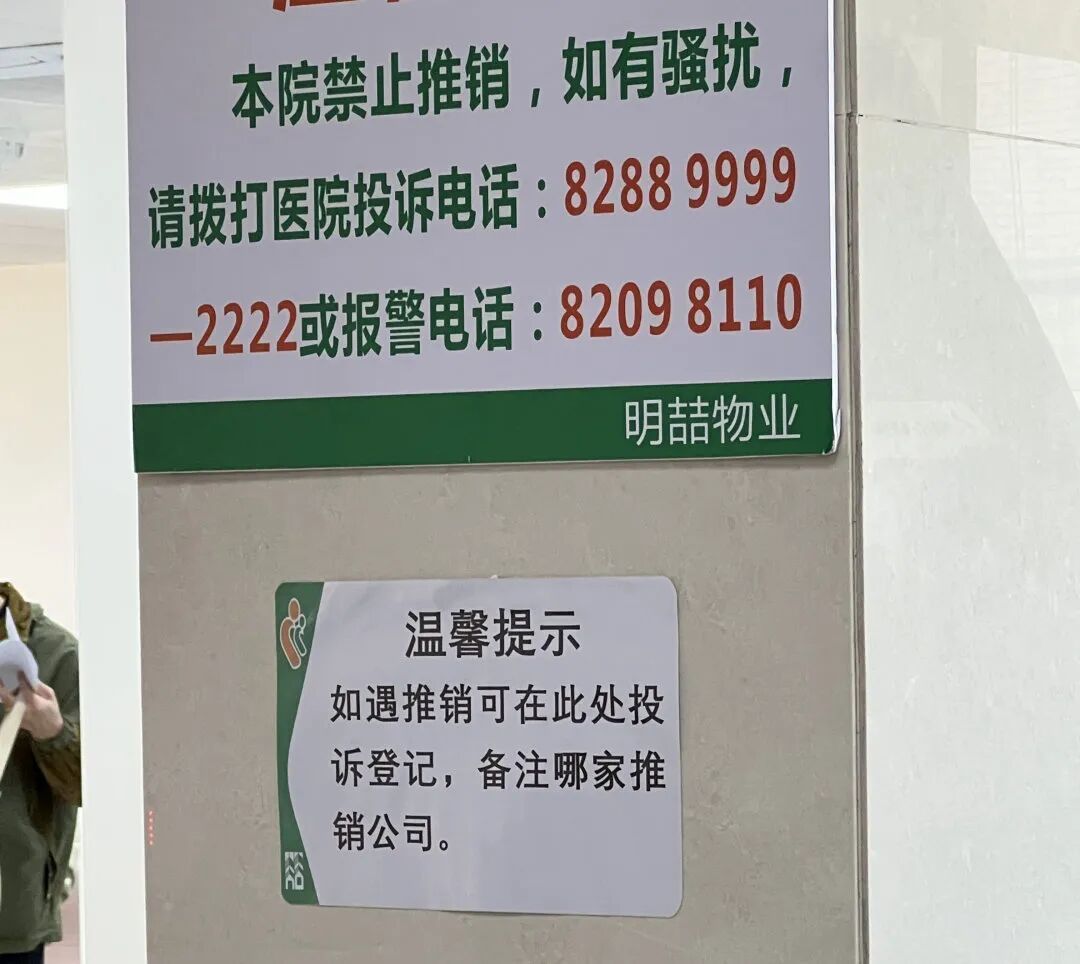 本院禁止推销，如有骚扰，
请拨打医院投诉电话：8288 9999
—2222或报警电话：8209 8110
明喆物业
温馨提示
如遇推销可在此处投
诉登记，备注哪家推
销公司。